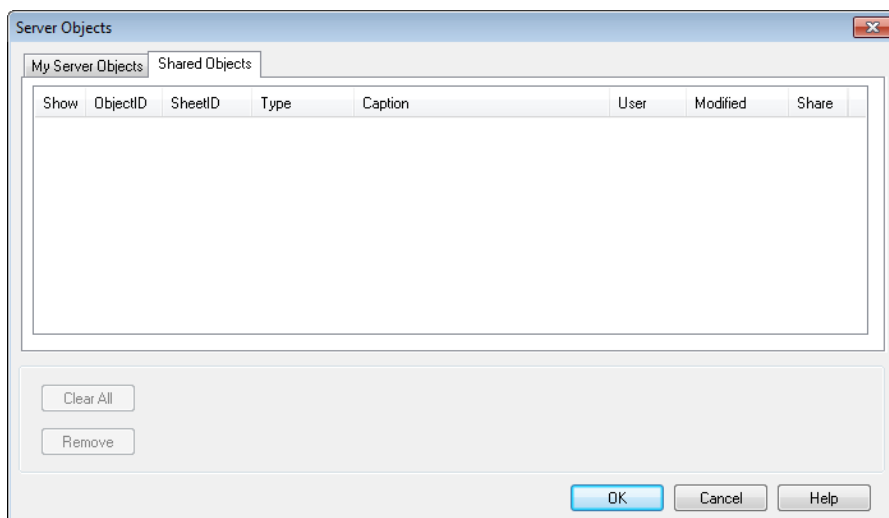 Server Objects
My Server Objects Shared Objects
Show ObjectID SheetID Type Caption User Modified Share
Clear All
Remove
OK Cancel Help